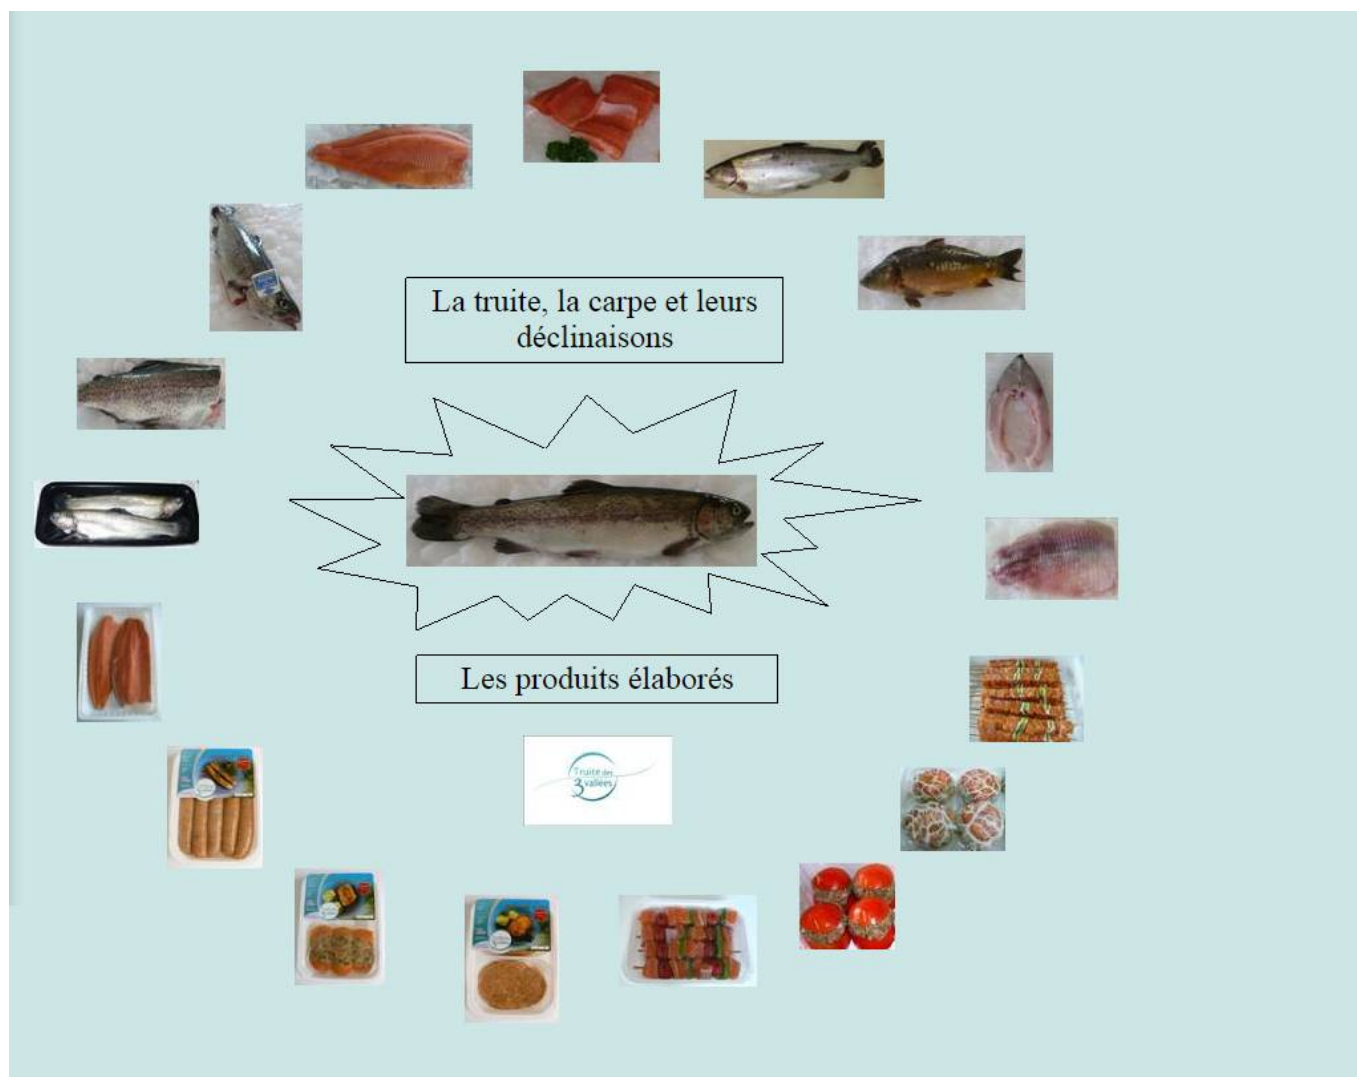 La truite, la carpe et leurs
déclinaisons
Les produits élaborés
Truite des
3 vallées